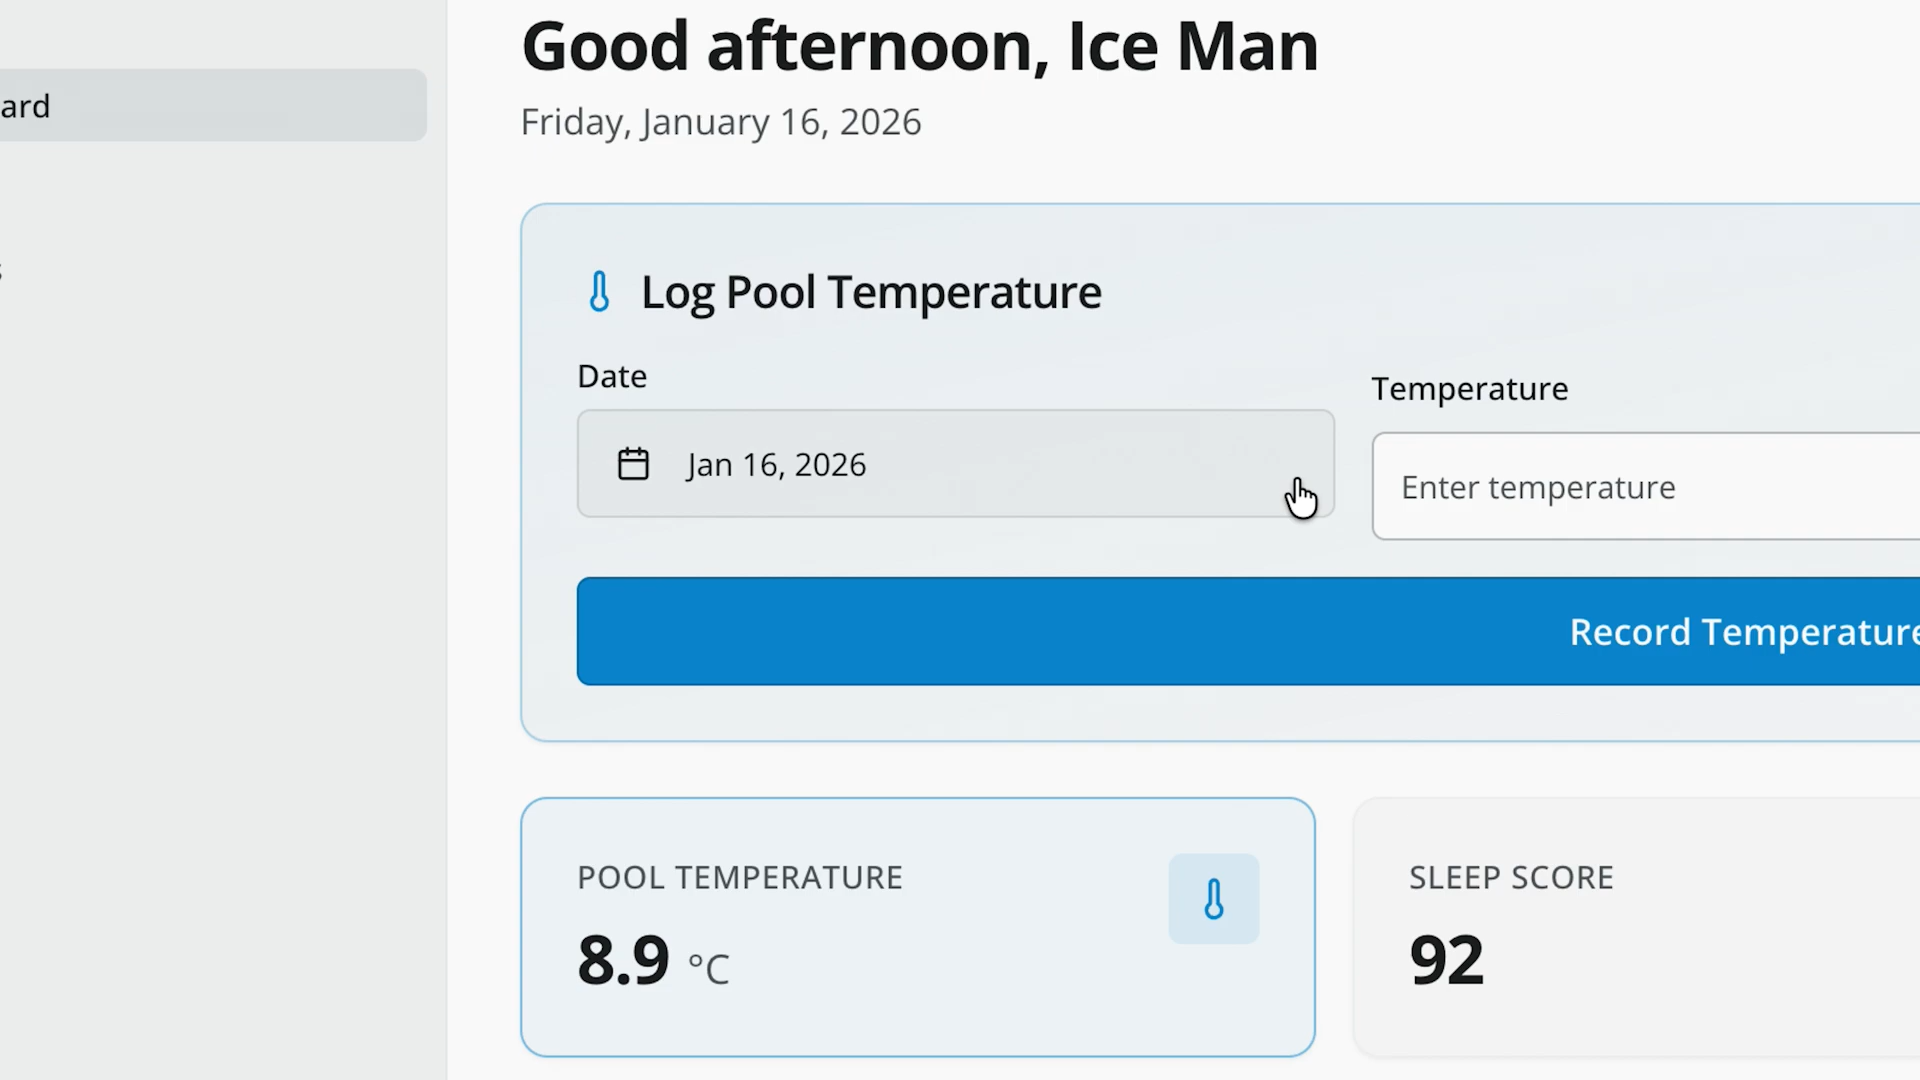 Good afternoon, Ice Man
ard
Friday, January 16, 2026
s
Log Pool Temperature
Date
Temperature
Jan 16, 2026
Enter temperature
Record Temperature
POOL TEMPERATURE
8.9 °C
SLEEP SCORE
92